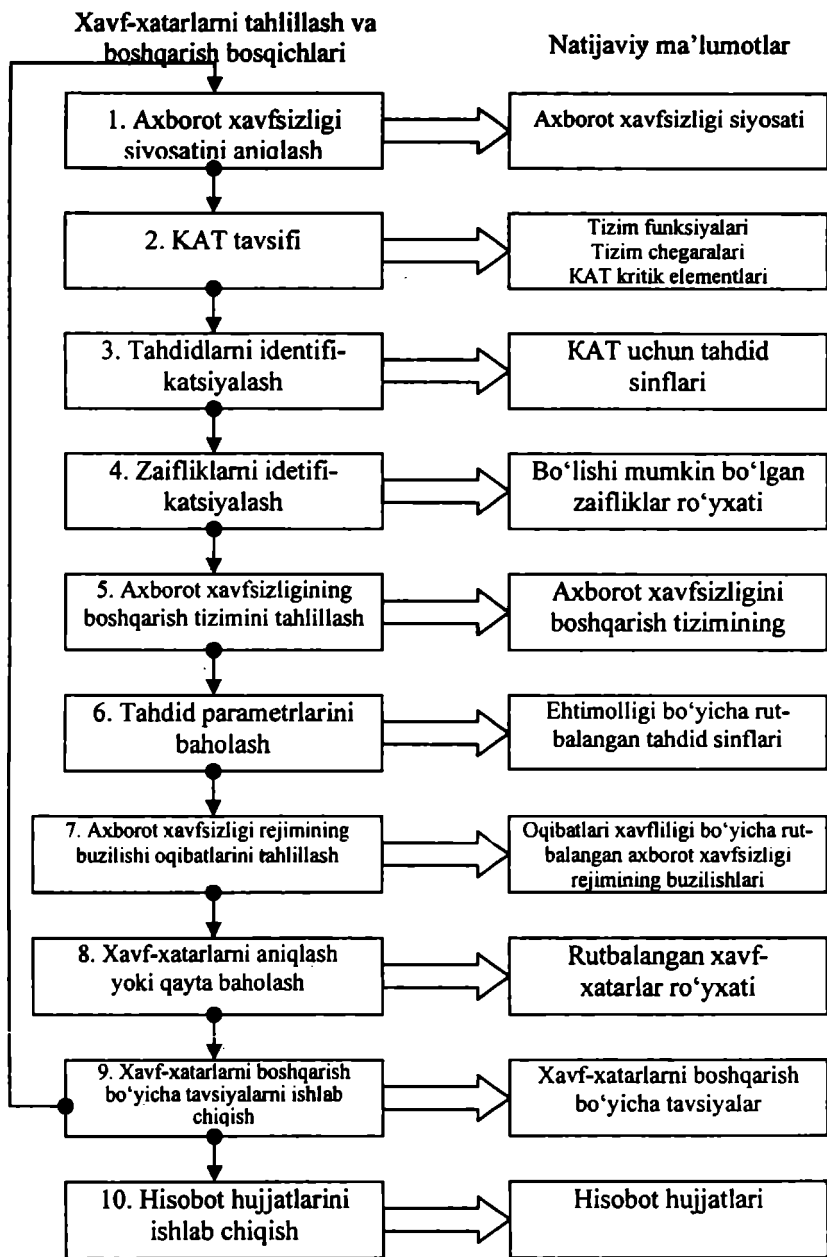 Xavf-xatarlarni tahlillash va
boshqarish bosqichlari
Natijaviy ma’lumotlar
1. Axborot xavfsizligi
sivosatini aniqlash
Axborot xavfsizligi siyosati
2. KAT tavsifi
Tizim funksiyalari
Tizim chegaralari
KAT kritik elementlari
3. Tahdidlarni identifi-
katsiyalash
KAT uchun tahdid
sinflari
4. Zaifliklarni idetifi-
katsiyalash
Bo‘lishi mumkin bo‘lgan
zaifliklar ro‘yxati
5. Axborot xavfsizligining
boshqarish tizimini tahlillash
Axborot xavfsizligini
boshqarish tizimining
6. Tahdid parametrlarini
baholash
Ehtimolligi bo‘yicha rut-
balangan tahdid sinflari
7. Axborot xavfsizligi rejimining
buzilishi oqibatlarini tahlillash
Oqibatlari xavfliligi bo‘yicha rut-
balangan axborot xavfsizligi
rejimining buzilishlari
8. Xavf-xatarlarni aniqlash
yoki qayta baholash
Rutbalangan xavf-
xatarlar ro‘yxati
9. Xavf-xatarlarni boshqarish
bo‘yicha tavsiyalarni ishlab
chiqish
Xavf-xatarlarni boshqarish
bo‘yicha tavsiyalar
10. Hisobot hujjatlarini
ishlab chiqish
Hisobot hujjatlari